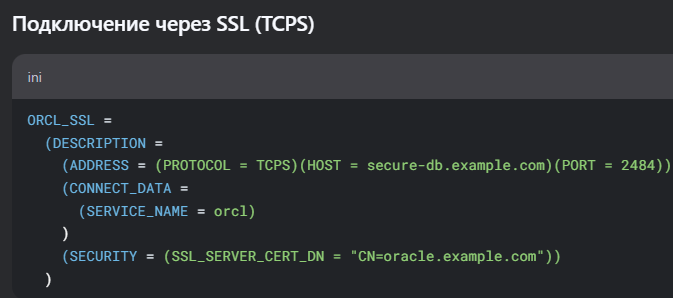 Подключение через SSL (TCPS)
ini
ORCL_SSL =
  (DESCRIPTION =
    (ADDRESS = (PROTOCOL = TCPS)(HOST = secure-db.example.com)(PORT = 2484))
    (CONNECT_DATA =
      (SERVICE_NAME = orcl)
    )
    (SECURITY = (SSL_SERVER_CERT_DN = "CN=oracle.example.com"))
  )